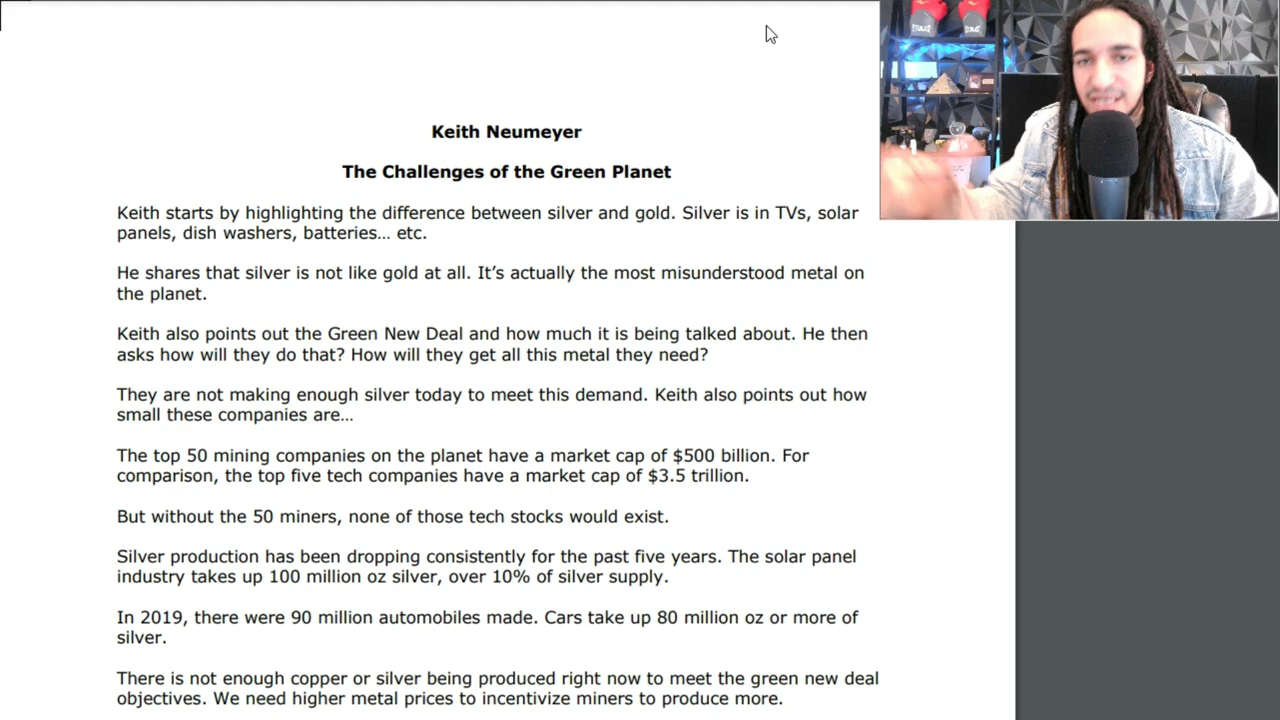 Keith Neumeyer
The Challenges of the Green Planet
Keith starts by highlighting the difference between silver and gold. Silver is in TVs, solar
panels, dish washers, batteries… etc.
He shares that silver is not like gold at all. It’s actually the most misunderstood metal on
the planet.
Keith also points out the Green New Deal and how much it is being talked about. He then
asks how will they do that? How will they get all this metal they need?
They are not making enough silver today to meet this demand. Keith also points out how
small these companies are…
The top 50 mining companies on the planet have a market cap of $500 billion. For
comparison, the top five tech companies have a market cap of $3.5 trillion.
But without the 50 miners, none of those tech stocks would exist.
Silver production has been dropping consistently for the past five years. The solar panel
industry takes up 100 million oz silver, over 10% of silver supply.
In 2019, there were 90 million automobiles made. Cars take up 80 million oz or more of
silver.
There is not enough copper or silver being produced right now to meet the green new deal
objectives. We need higher metal prices to incentivize miners to produce more.